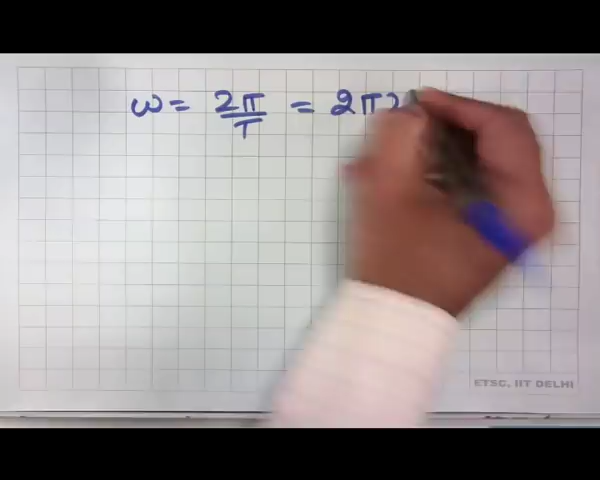 ω = 2π/T = 2π
ETSC, IIT DELHI